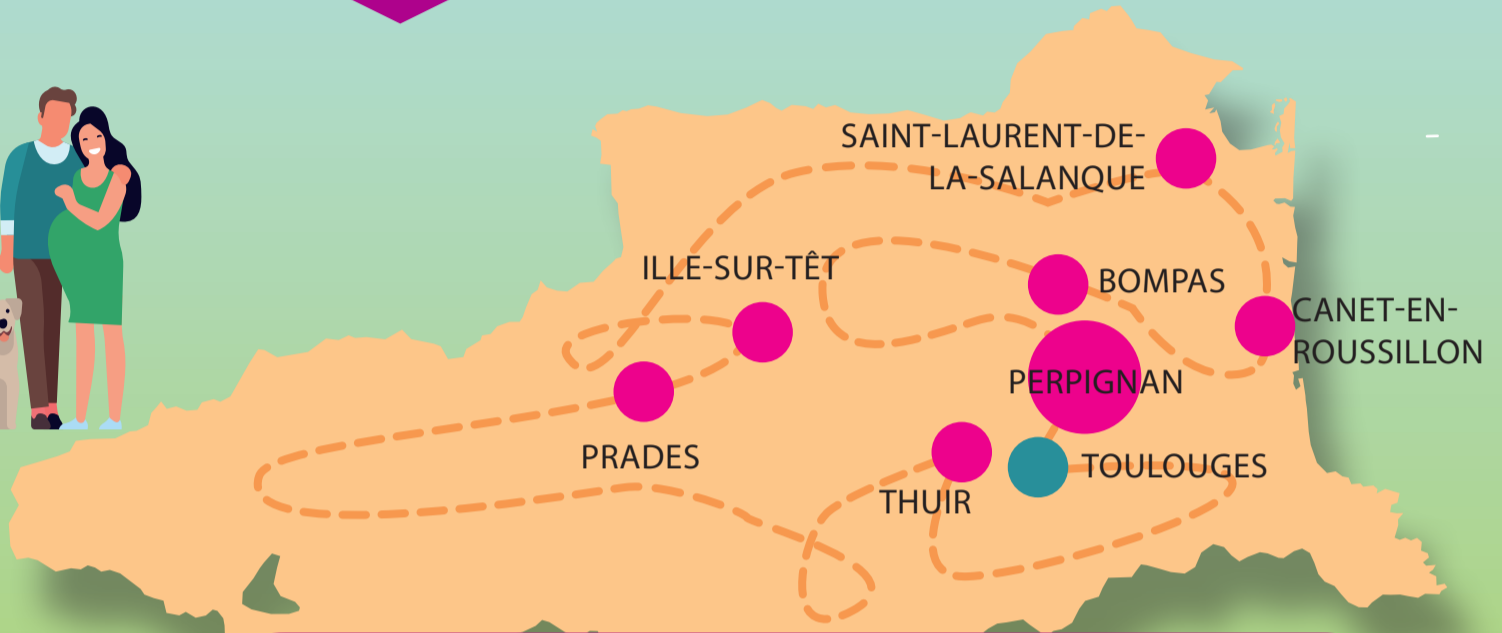 SAINT-LAURENT-DE-
LA-SALANQUE
ILLE-SUR-TÊT
BOMPAS
CANET-EN-
ROUSSILLON
PERPIGNAN
PRADES
TOULOUGES
THUIR